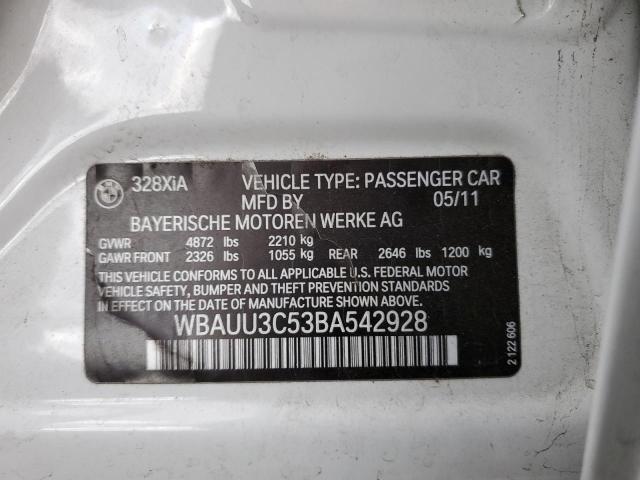 BMW
328XiA VEHICLE TYPE: PASSENGER CAR
MFD BY 05/11
BAYERISCHE MOTOREN WERKE AG
GVWR 4872 lbs 2210 kg
GAWR FRONT 2326 lbs 1055 kg REAR 2646 lbs 1200 kg
THIS VEHICLE CONFORMS TO ALL APPLICABLE U.S. FEDERAL MOTOR
VEHICLE SAFETY, BUMPER AND THEFT PREVENTION STANDARDS
IN EFFECT ON THE DATE OF MANUFACTURE SHOWN ABOVE.
WBAUU3C53BA542928
2 122 606